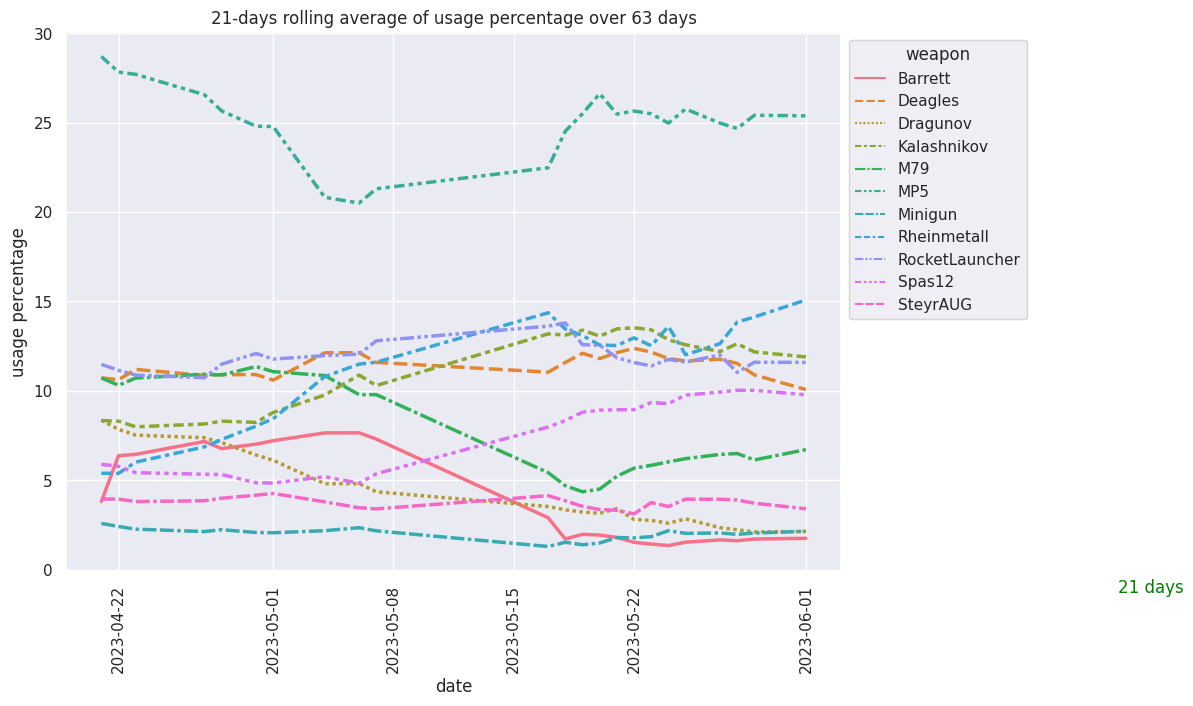 21-days rolling average of usage percentage over 63 days
30
25
20
15
10
5
0
usage percentage
2023-04-22
2023-05-01
2023-05-08
2023-05-15
2023-05-22
2023-06-01
date
weapon
Barrett
Deagles
Dragunov
Kalashnikov
M79
MP5
Minigun
Rheinmetall
RocketLauncher
Spas12
SteyrAUG
21 days